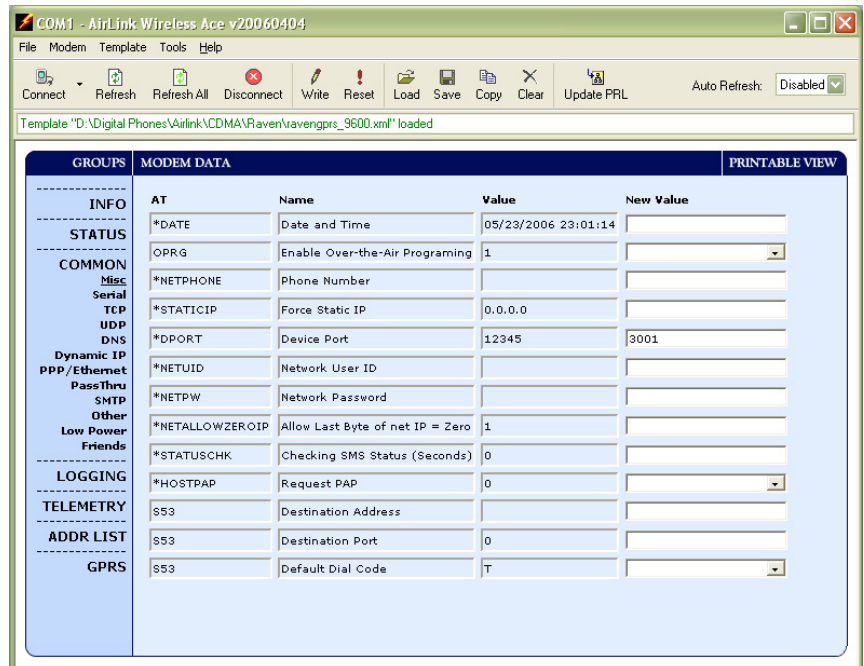 COM1 - AirLink Wireless Ace v20060404
File Modem Template Tools Help
Connect Refresh Refresh All Disconnect Write Reset Load Save Copy Clear Update PRL Auto Refresh: Disabled
Template "D:\Digital Phones\Airlink\CDMA\Raven\ravengprs_9600.xml" loaded
GROUPS MODEM DATA PRINTABLE VIEW
INFO
STATUS
COMMON
Misc
Serial
TCP
UDP
DNS
Dynamic IP
PPP/Ethernet
PassThru
SMTP
Other
Low Power
Friends
LOGGING
TELEMETRY
ADDR LIST
GPRS
AT Name Value New Value
*DATE Date and Time 05/23/2006 23:01:14
OPRG Enable Over-the-Air Programing 1
*NETPHONE Phone Number
*STATICIP Force Static IP 0.0.0.0
*DPORT Device Port 12345 3001
*NETUID Network User ID
*NETPW Network Password
*NETALLOWZEROIP Allow Last Byte of net IP = Zero 1
*STATUSCHK Checking SMS Status (Seconds) 0
*HOSTPAP Request PAP 0
S53 Destination Address
S53 Destination Port 0
S53 Default Dial Code T